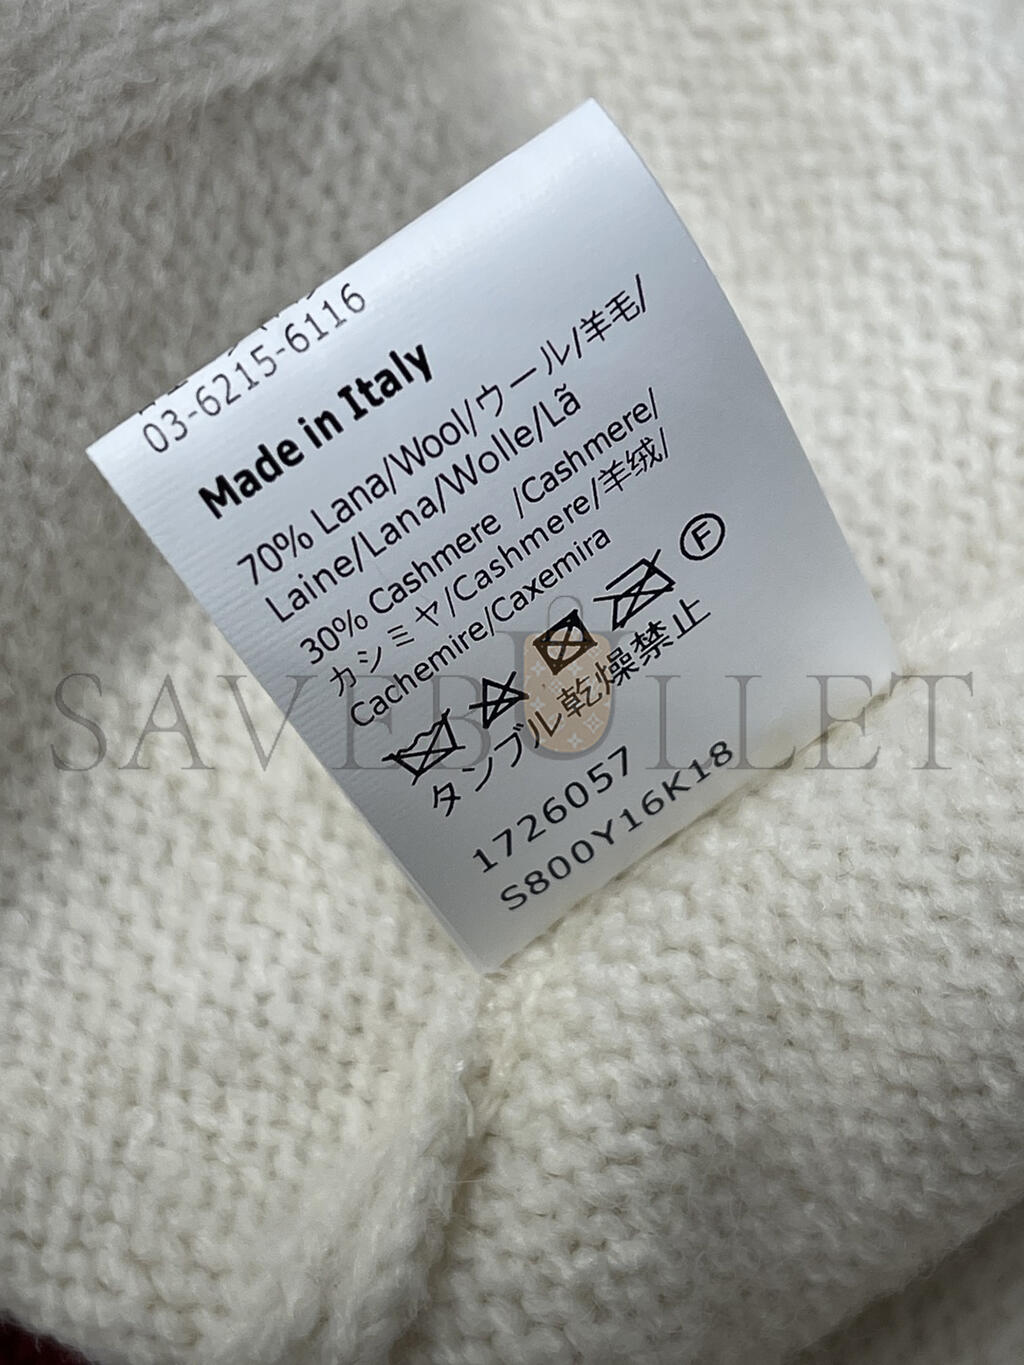 03-6215-6116
Made in Italy
70% Lana/Wool/ウール/羊毛/
Laine/Lana/Wolle/Lã
30% Cashmere /Cashmere/
カシミヤ/Cashmere/羊绒/
Cachemire/Caxemira
F
タンブル乾燥禁止
SAVEBULLET
1726057
S800Y16K18